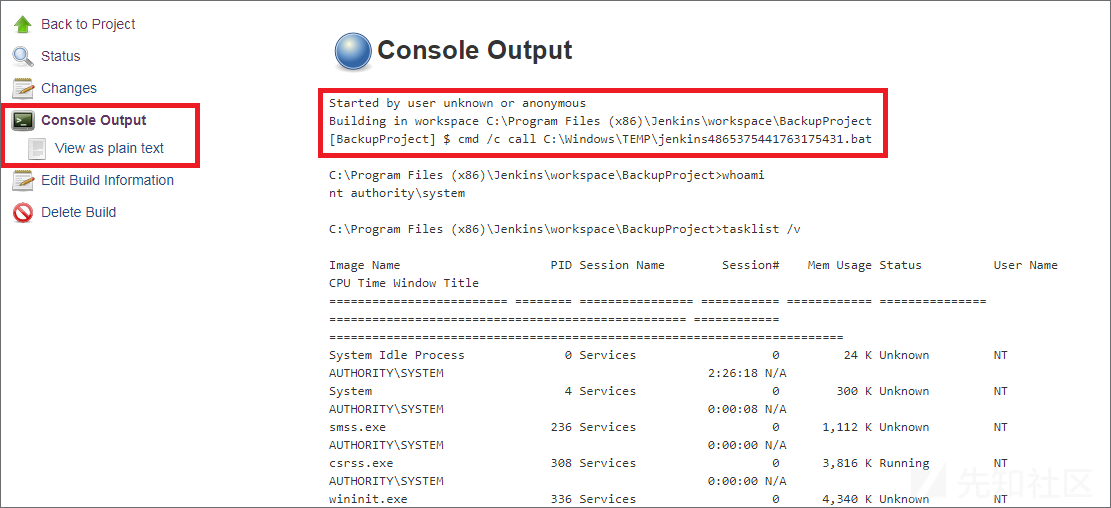 Back to Project
Status
Changes
Console Output
View as plain text
Edit Build Information
Delete Build
Console Output
Started by user unknown or anonymous
Building in workspace C:\Program Files (x86)\Jenkins\workspace\BackupProject
[BackupProject] $ cmd /c call C:\Windows\TEMP\jenkins4865375441763175431.bat
C:\Program Files (x86)\Jenkins\workspace\BackupProject>whoami
nt authority\system
C:\Program Files (x86)\Jenkins\workspace\BackupProject>tasklist /v
Image Name PID Session Name Session# Mem Usage Status User Name
CPU Time Window Title
========================= ======== ================ =========== ============ ===============
================================================== ============
========================================================================
System Idle Process 0 Services 0 24 K Unknown NT
AUTHORITY\SYSTEM 2:26:18 N/A
System 4 Services 0 300 K Unknown NT
AUTHORITY\SYSTEM 0:00:08 N/A
smss.exe 236 Services 0 1,112 K Unknown NT
AUTHORITY\SYSTEM 0:00:00 N/A
csrss.exe 308 Services 0 3,816 K Running NT
AUTHORITY\SYSTEM 0:00:00 N/A
wininit.exe 336 Services 0 4,340 K Unknown NT
先知社区